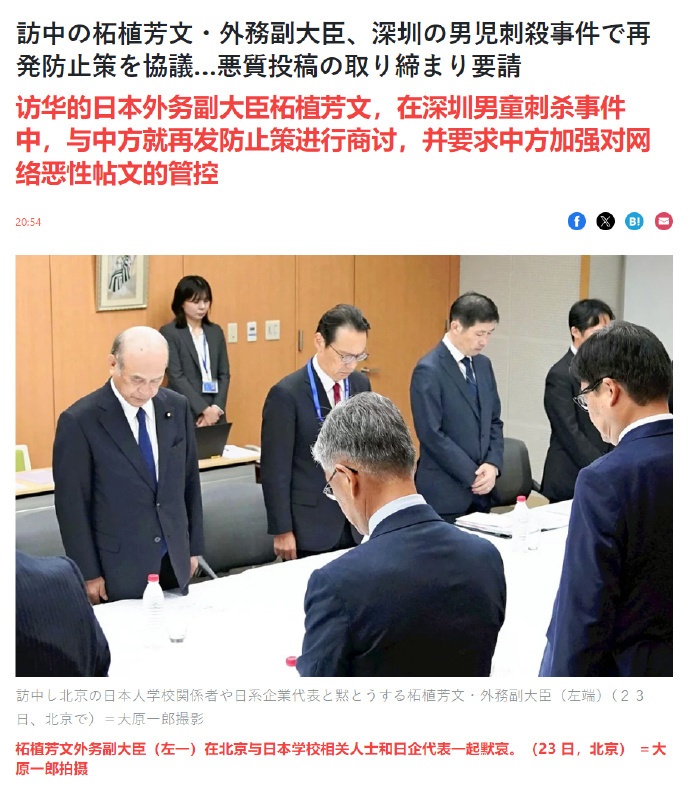 訪中の柘植芳文・外務副大臣、深圳の男児刺殺事件で再
発防止策を協議…悪質投稿の取り締まり要請
访华的日本外务副大臣柘植芳文，在深圳男童刺杀事件
中，与中方就再发防止策进行商讨，并要求中方加强对网
络恶性帖文的管控
20:54
f X B!
訪中し北京の日本人学校関係者や日系企業代表と黙とうする柘植芳文・外務副大臣（左端）（２３
日、北京で）＝大原一郎撮影
柘植芳文外务副大臣（左一）在北京与日本学校相关人士和日企代表一起默哀。（23 日，北京） ＝大
原一郎拍摄